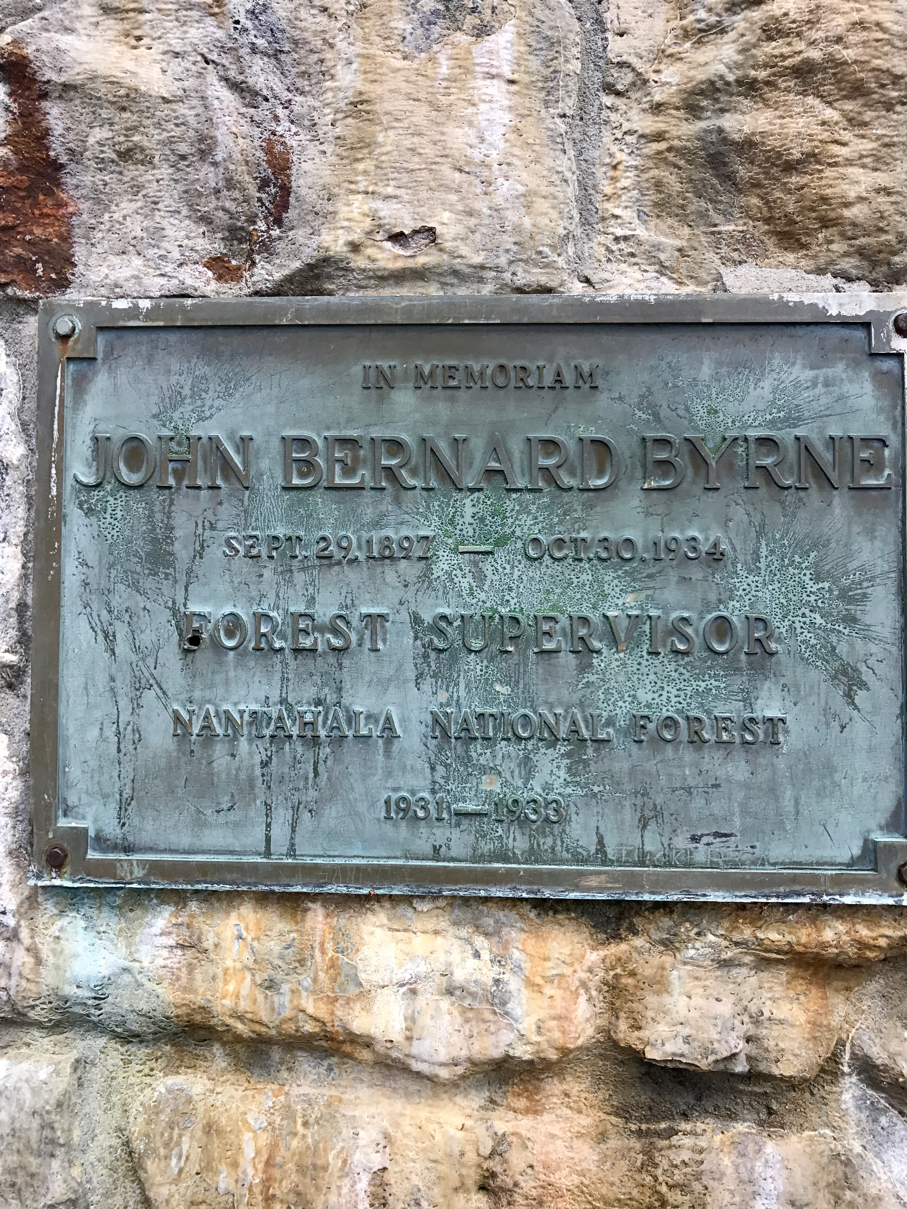 IN MEMORIAM
JOHN BERNARD BYRNE
SEPT.29.1897 — OCT.30.1934
FOREST SUPERVISOR
NANTAHALA NATIONAL FOREST
1931—1933